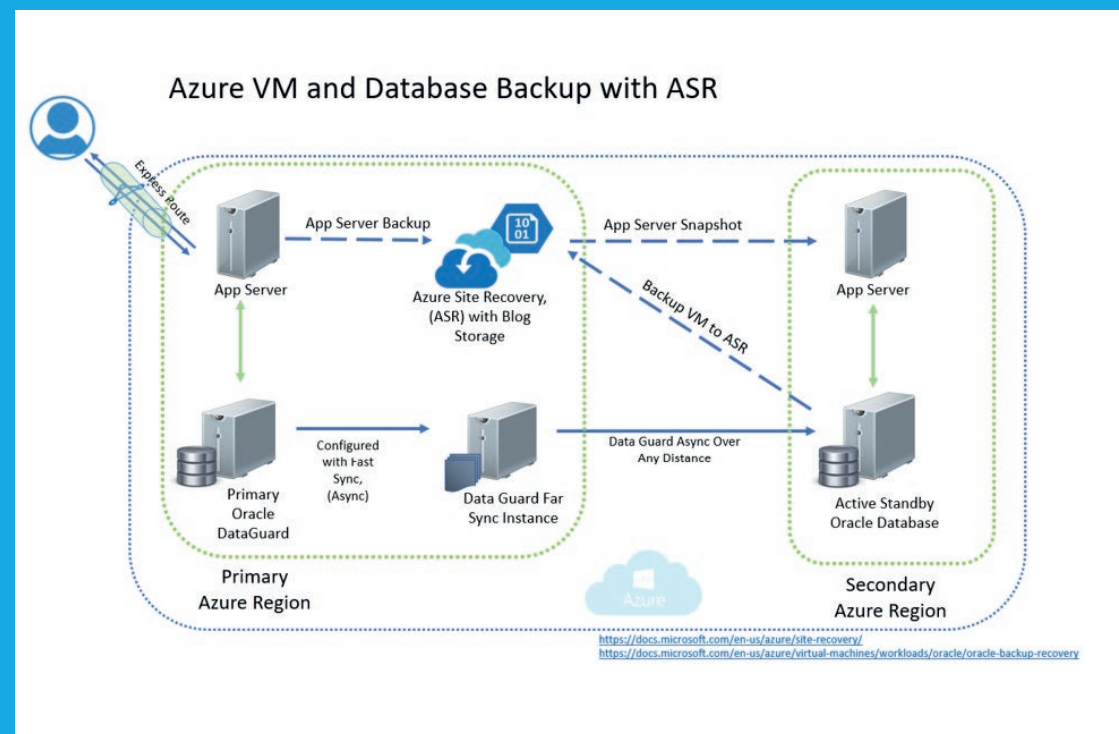 Azure VM and Database Backup with ASR
Express Route
App Server Backup
App Server Snapshot
App Server
Azure Site Recovery,
(ASR) with Blog
Storage
10
01
Backup VM to ASR
App Server
Configured
with Fast
Sync,
(Async)
Data Guard Async Over
Any Distance
Primary
Oracle
DataGuard
Data Guard Far
Sync Instance
Active Standby
Oracle Database
Primary
Azure Region
Azure
Secondary
Azure Region
https://docs.microsoft.com/en-us/azure/site-recovery/
https://docs.microsoft.com/en-us/azure/virtual-machines/workloads/oracle/oracle-backup-recovery